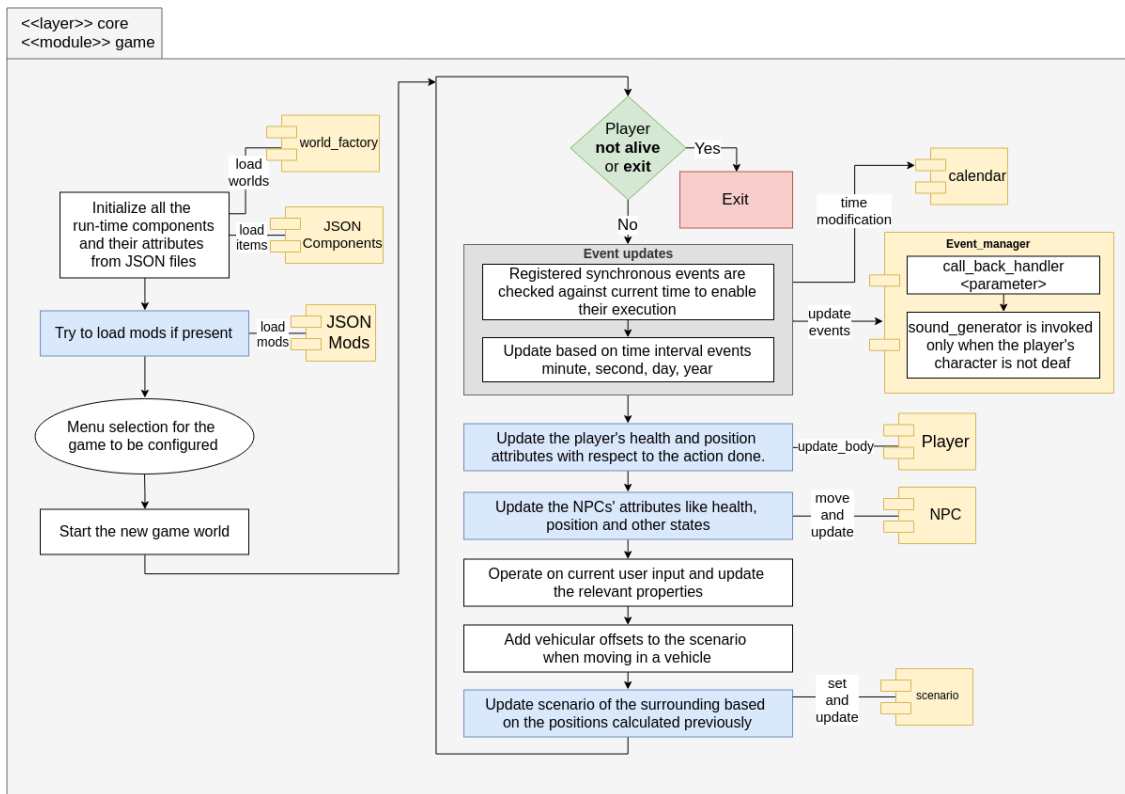 <<layer>> core
<<module>> game
world_factory
load
worlds
Initialize all the
run-time components
and their attributes
from JSON files
load
items
JSON
Components
Try to load mods if present
load
mods
JSON
Mods
Menu selection for the
game to be configured
Start the new game world
Player
not alive
or exit
Yes
Exit
No
Event updates
Registered synchronous events are
checked against current time to enable
their execution
Update based on time interval events
minute, second, day, year
time
modification
calendar
update
events
Event_manager
call_back_handler
<parameter>
sound_generator is invoked
only when the player's
character is not deaf
Update the player's health and position
attributes with respect to the action done.
update_body
Player
Update the NPCs' attributes like health,
position and other states
move
and
update
NPC
Operate on current user input and update
the relevant properties
Add vehicular offsets to the scenario
when moving in a vehicle
Update scenario of the surrounding based
on the positions calculated previously
set
and
update
scenario